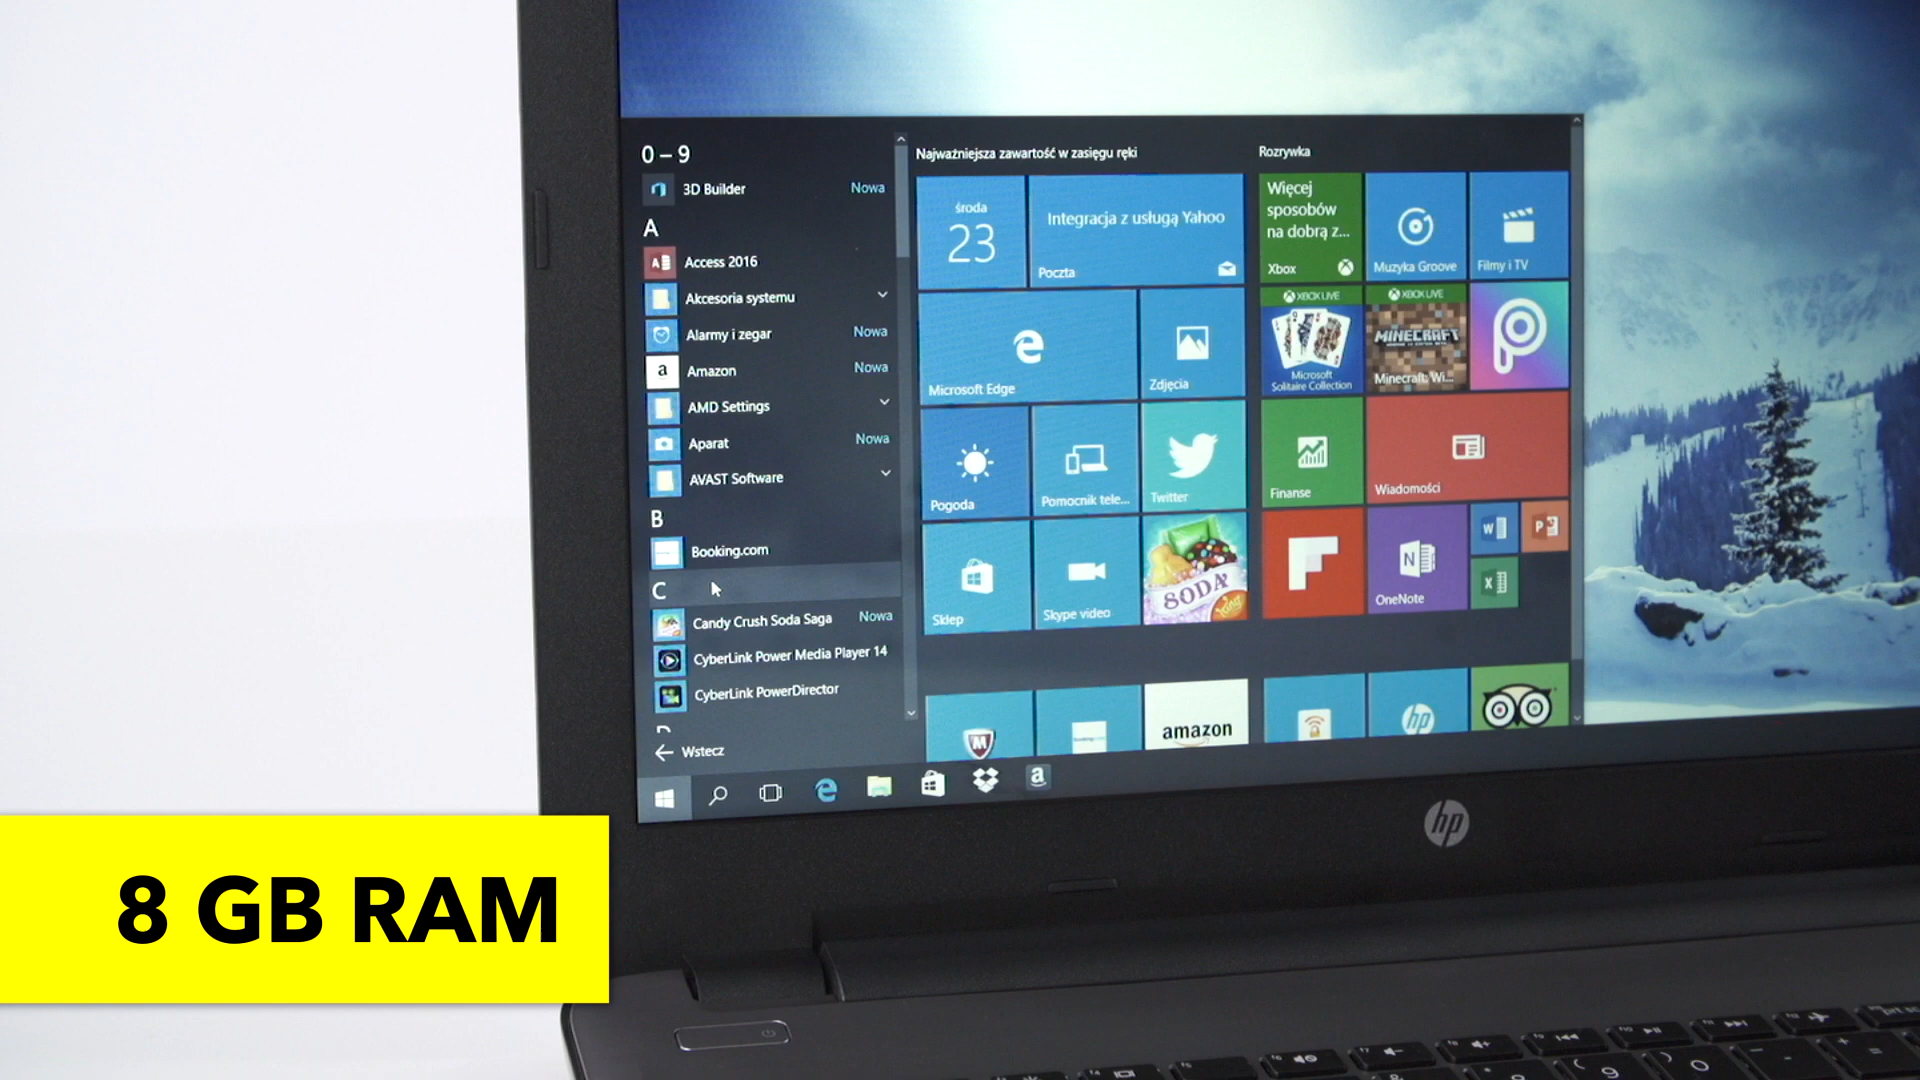 0 – 9
3D Builder Nowa
A
Access 2016
Akcesoria systemu
Alarmy i zegar Nowa
Amazon Nowa
AMD Settings
Aparat Nowa
AVAST Software
B
Booking.com
C
Candy Crush Soda Saga Nowa
CyberLink Power Media Player 14
CyberLink PowerDirector
Wstecz
Najważniejsza zawartość w zasięgu ręki
środa
23
Integracja z usługą Yahoo
Poczta
Microsoft Edge
Zdjęcia
Pogoda
Pomocnik tele...
Twitter
Sklep
Skype video
SODA
King
amazon
Rozrywka
Więcej
sposobów
na dobrą z...
Xbox
Muzyka Groove
Filmy i TV
XBOX LIVE
Microsoft
Solitaire Collection
XBOX LIVE
MINECRAFT
Minecraft: Wi...
Finanse
Wiadomości
OneNote
hp
hp
8 GB RAM